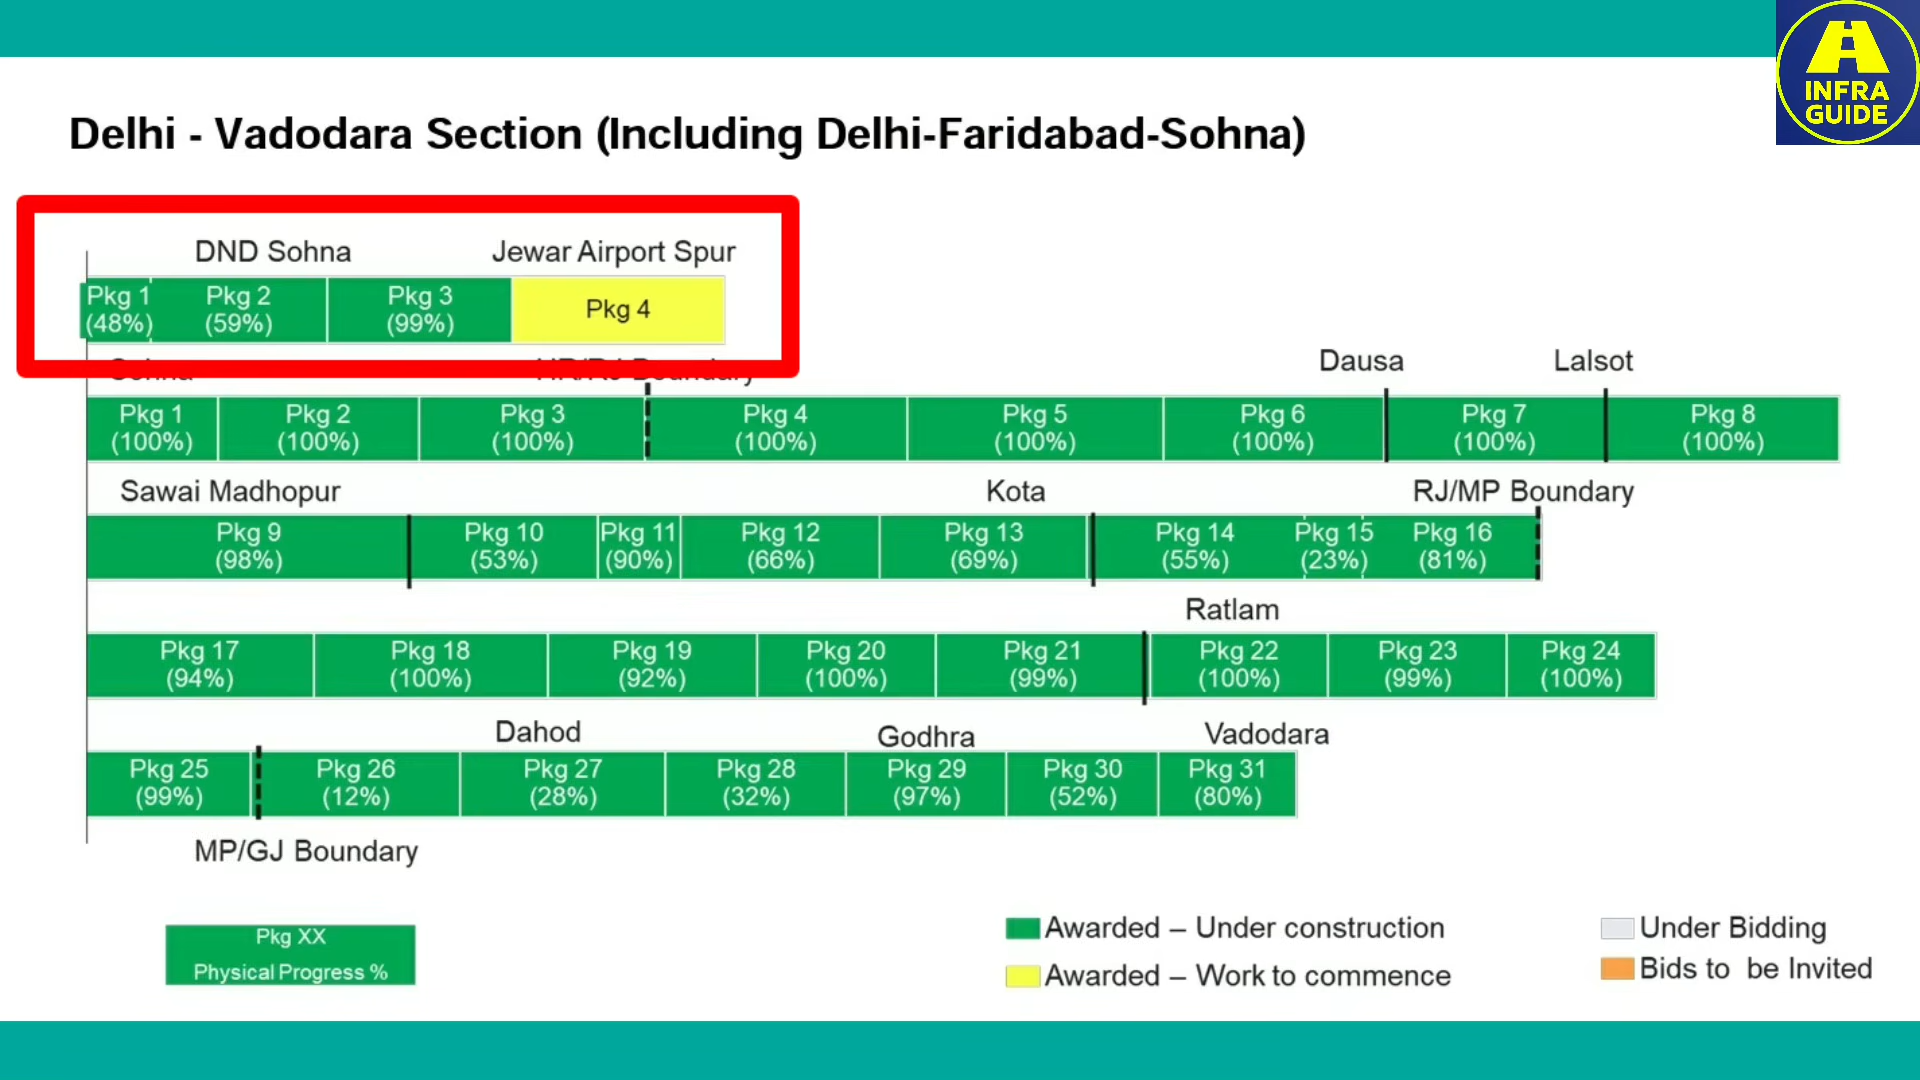 INFRA
GUIDE
Delhi - Vadodara Section (Including Delhi-Faridabad-Sohna)
DND Sohna Jewar Airport Spur
Pkg 1 Pkg 2 Pkg 3 Pkg 4
(48%) (59%) (99%)
Sohna HR/RJ Boundary Dausa Lalsot
Pkg 1 Pkg 2 Pkg 3 Pkg 4 Pkg 5 Pkg 6 Pkg 7 Pkg 8
(100%) (100%) (100%) (100%) (100%) (100%) (100%) (100%)
Sawai Madhopur Kota RJ/MP Boundary
Pkg 9 Pkg 10 Pkg 11 Pkg 12 Pkg 13 Pkg 14 Pkg 15 Pkg 16
(98%) (53%) (90%) (66%) (69%) (55%) (23%) (81%)
Ratlam
Pkg 17 Pkg 18 Pkg 19 Pkg 20 Pkg 21 Pkg 22 Pkg 23 Pkg 24
(94%) (100%) (92%) (100%) (99%) (100%) (99%) (100%)
Dahod Godhra Vadodara
Pkg 25 Pkg 26 Pkg 27 Pkg 28 Pkg 29 Pkg 30 Pkg 31
(99%) (12%) (28%) (32%) (97%) (52%) (80%)
MP/GJ Boundary
Pkg XX
Physical Progress %
Awarded – Under construction Under Bidding
Awarded – Work to commence Bids to be Invited